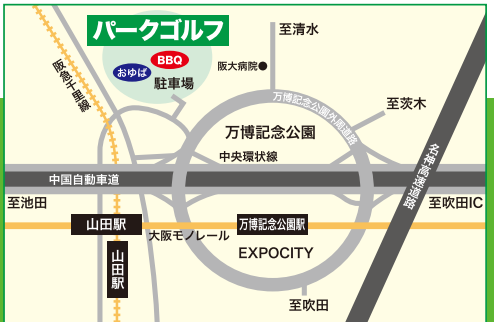 パークゴルフ
至清水
BBQ
おゆば
阪大病院●
駐車場
阪急千里線
至茨木
万博記念公園外周道路
万博記念公園
名神高速道路
中央環状線
中国自動車道
至池田
至吹田IC
山田駅
万博記念公園駅
大阪モノレール
山田駅
EXPOCITY
至吹田